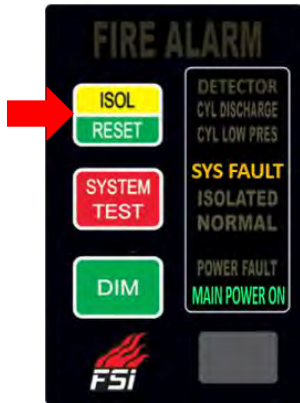 FIRE ALARM
ISOL
RESET
SYSTEM
TEST
DIM
FSi
DETECTOR
CYL DISCHARGE
CYL LOW PRES
SYS FAULT
ISOLATED
NORMAL
POWER FAULT
MAIN POWER ON